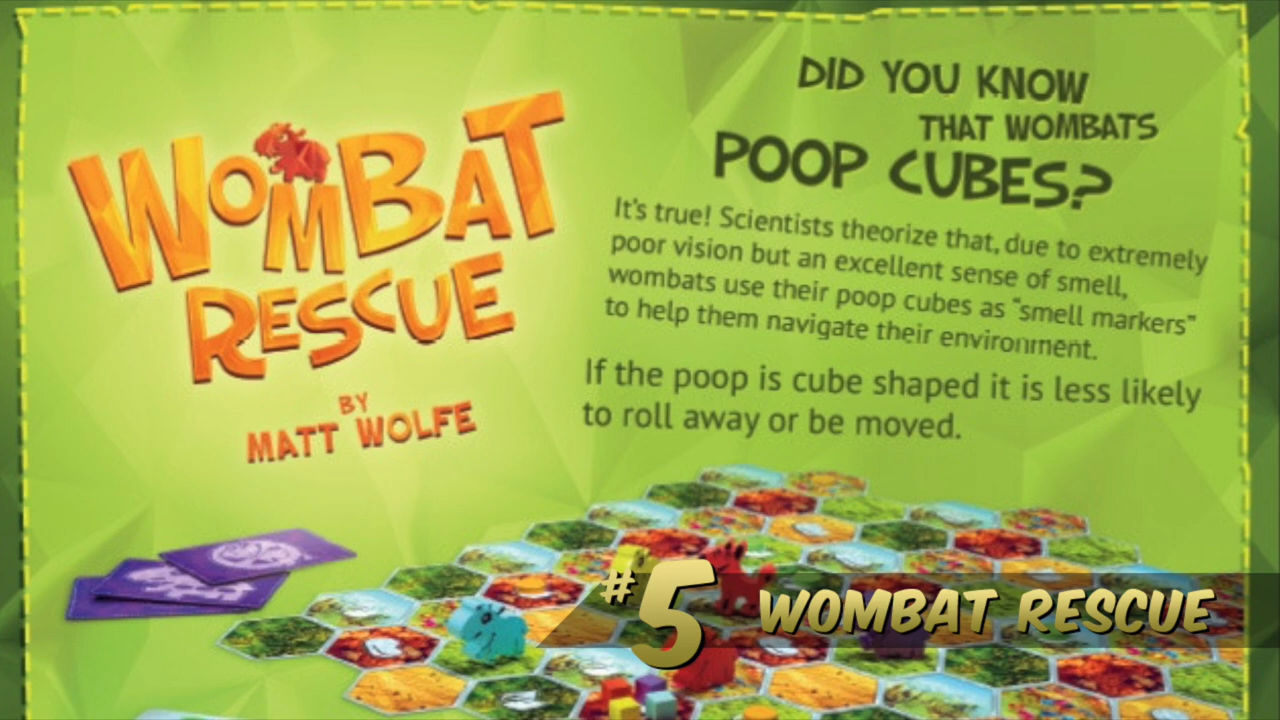 WOMBAT
RESCUE
BY
MATT WOLFE
DID YOU KNOW
THAT WOMBATS
POOP CUBES?
It's true! Scientists theorize that, due to extremely
poor vision but an excellent sense of smell,
wombats use their poop cubes as "smell markers"
to help them navigate their environment.
If the poop is cube shaped it is less likely
to roll away or be moved.
#5 WOMBAT RESCUE